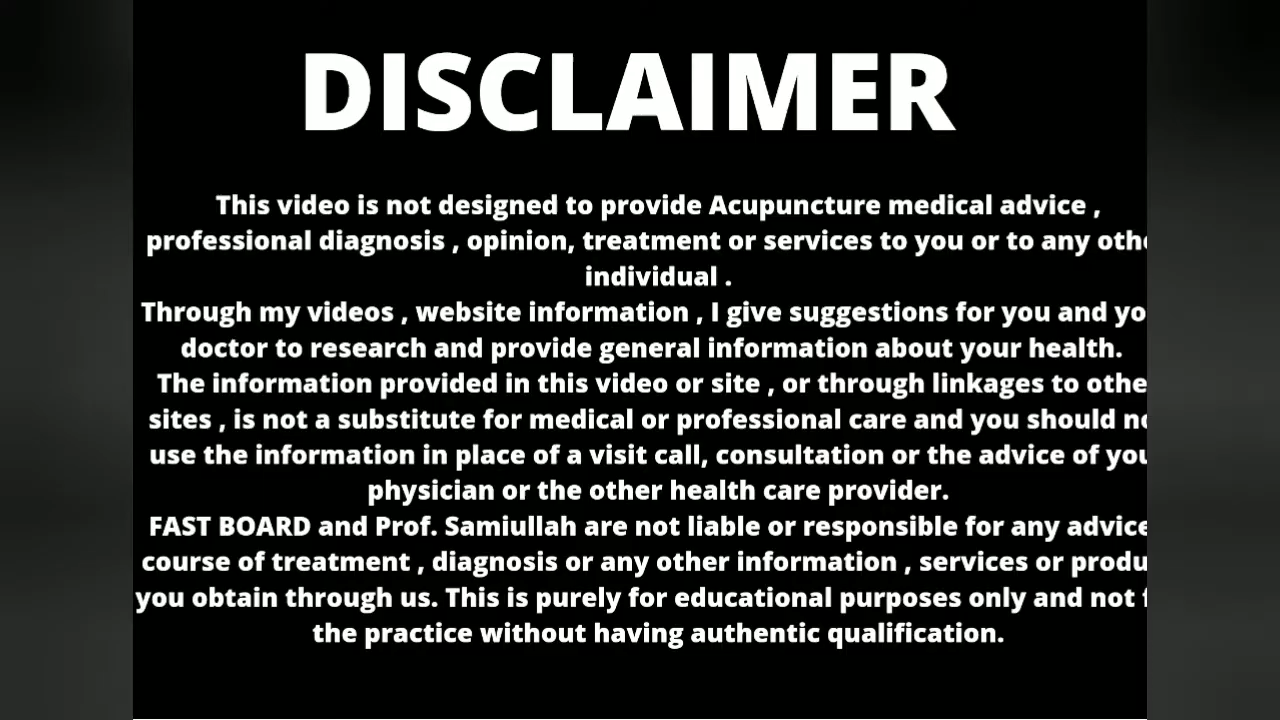 DISCLAIMER
This video is not designed to provide Acupuncture medical advice ,
professional diagnosis , opinion, treatment or services to you or to any othe
individual .
Through my videos , website information , I give suggestions for you and yo
doctor to research and provide general information about your health.
The information provided in this video or site , or through linkages to othe
sites , is not a substitute for medical or professional care and you should no
use the information in place of a visit call, consultation or the advice of you
physician or the other health care provider.
FAST BOARD and Prof. Samiullah are not liable or responsible for any advice
course of treatment , diagnosis or any other information , services or produ
you obtain through us. This is purely for educational purposes only and not f
the practice without having authentic qualification.